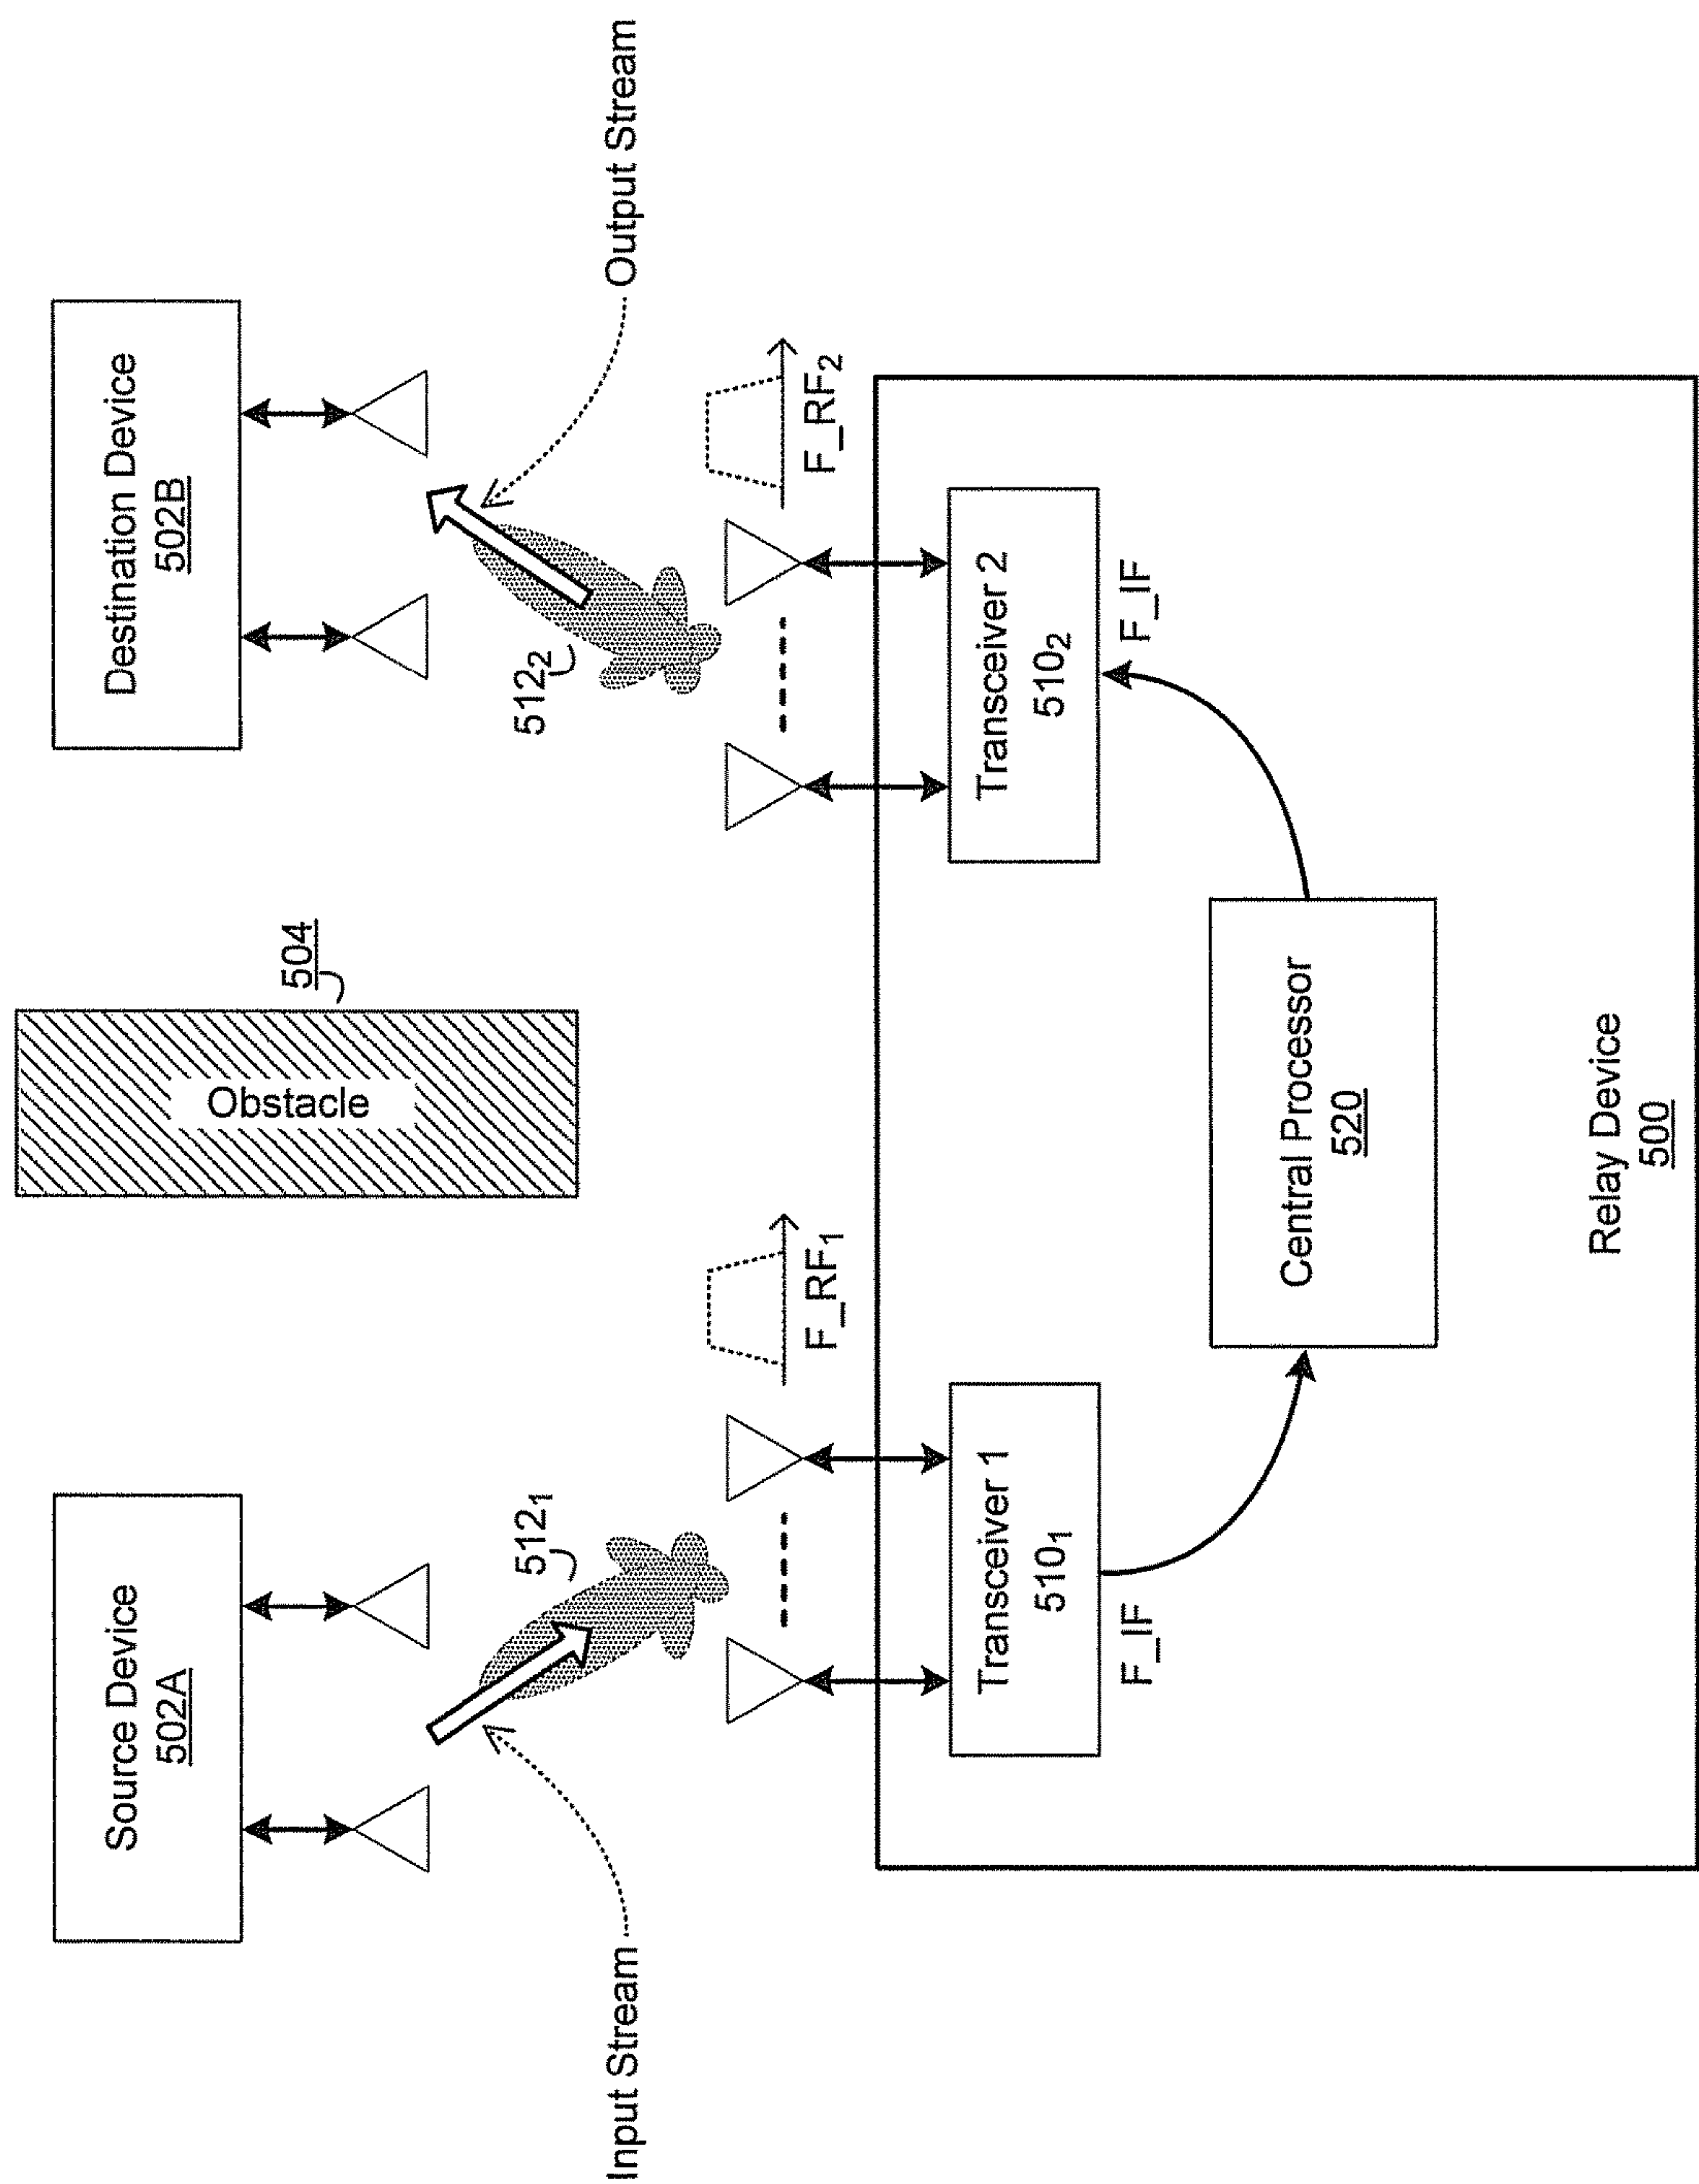 Source Device
502A
Obstacle
504
Destination Device
502B
Input Stream
512₁
512₂
Output Stream
F_RF₁
F_RF₂
Transceiver 1
510₁
F_IF
Transceiver 2
510₂
F_IF
Central Processor
520
Relay Device
500